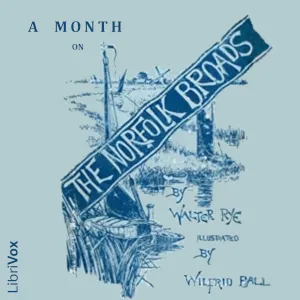 A MONTH
ON
THE NORFOLK BROADS
BY
WALTER RYE
ILLUSTRATED
BY
WILFRID BALL
LibriVox